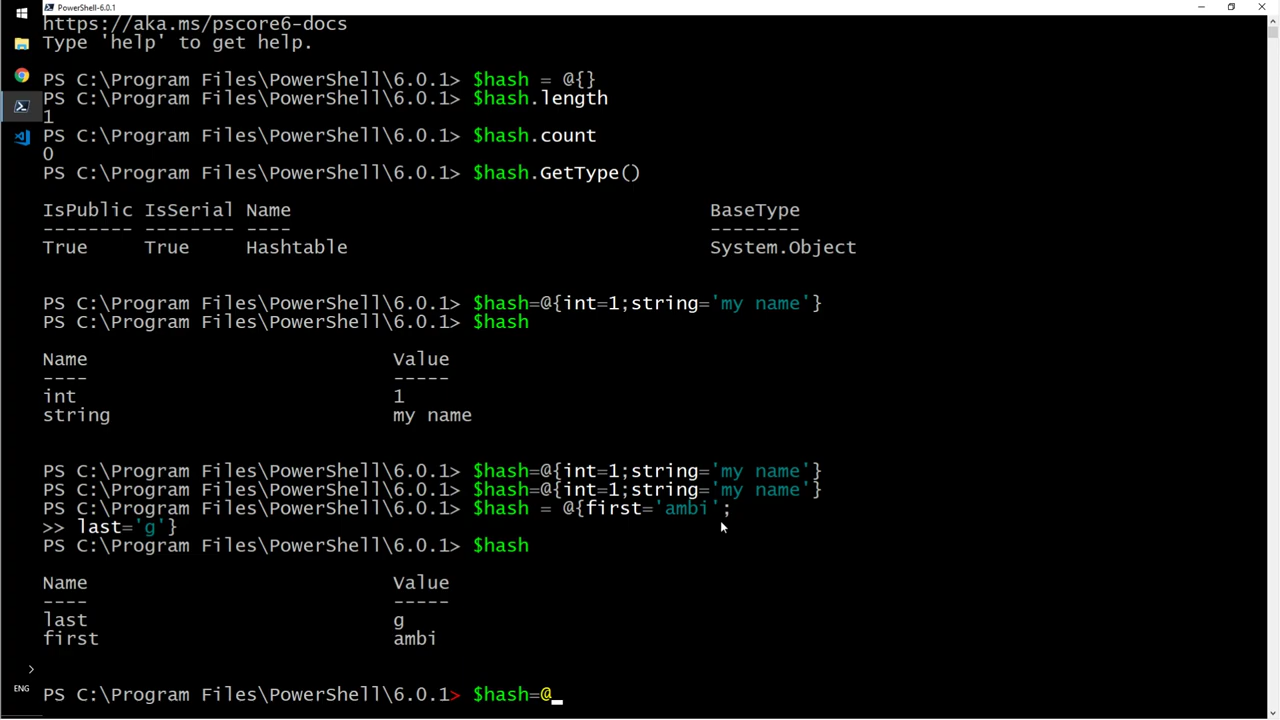 PowerShell-6.0.1
https://aka.ms/pscore6-docs
Type 'help' to get help.
PS C:\Program Files\PowerShell\6.0.1> $hash = @{}
PS C:\Program Files\PowerShell\6.0.1> $hash.length
1
PS C:\Program Files\PowerShell\6.0.1> $hash.count
0
PS C:\Program Files\PowerShell\6.0.1> $hash.GetType()
IsPublic IsSerial Name BaseType
-------- -------- ---- --------
True True Hashtable System.Object
PS C:\Program Files\PowerShell\6.0.1> $hash=@{int=1;string='my name'}
PS C:\Program Files\PowerShell\6.0.1> $hash
Name Value
---- -----
int 1
string my name
PS C:\Program Files\PowerShell\6.0.1> $hash=@{int=1;string='my name'}
PS C:\Program Files\PowerShell\6.0.1> $hash=@{int=1;string='my name'}
PS C:\Program Files\PowerShell\6.0.1> $hash = @{first='ambi';
>> last='g'}
PS C:\Program Files\PowerShell\6.0.1> $hash
Name Value
---- -----
last g
first ambi
ENG
PS C:\Program Files\PowerShell\6.0.1> $hash=@_